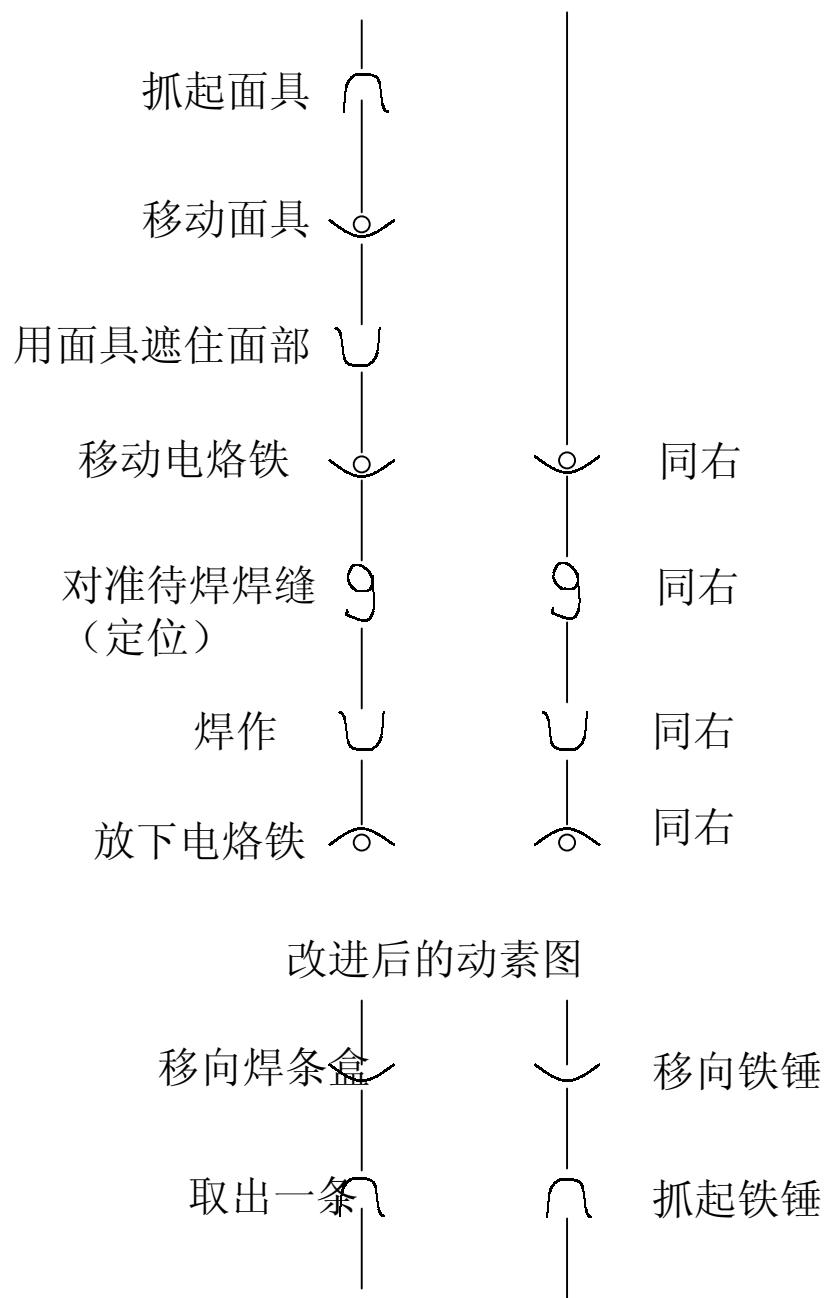 抓起面具
移动面具
用面具遮住面部
移动电烙铁
同右
对准待焊焊缝
同右
（定位）
焊作
同右
放下电烙铁
同右
改进后的动素图
移向焊条盒
移向铁锤
取出一条
抓起铁锤